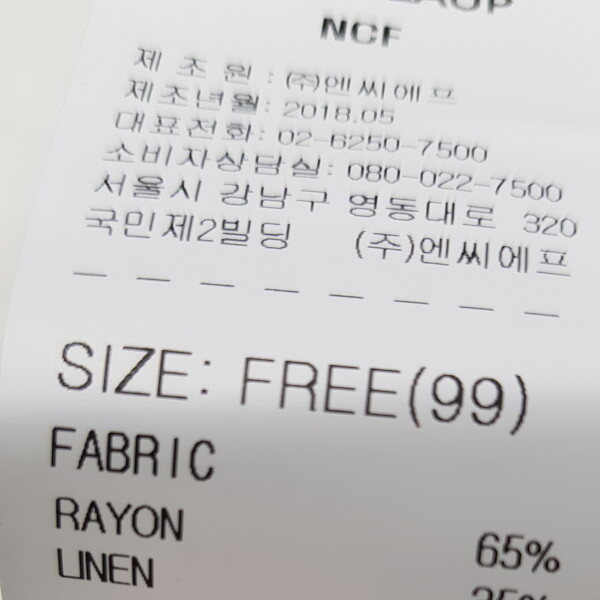 NCF
제 조 원 : (주)엔씨에프
제조년월: 2018.05
대표전화: 02-6250-7500
소비자상담실: 080-022-7500
서울시 강남구 영동대로 320
국민제2빌딩 (주)엔씨에프
SIZE: FREE(99)
FABRIC
RAYON 65%
LINEN